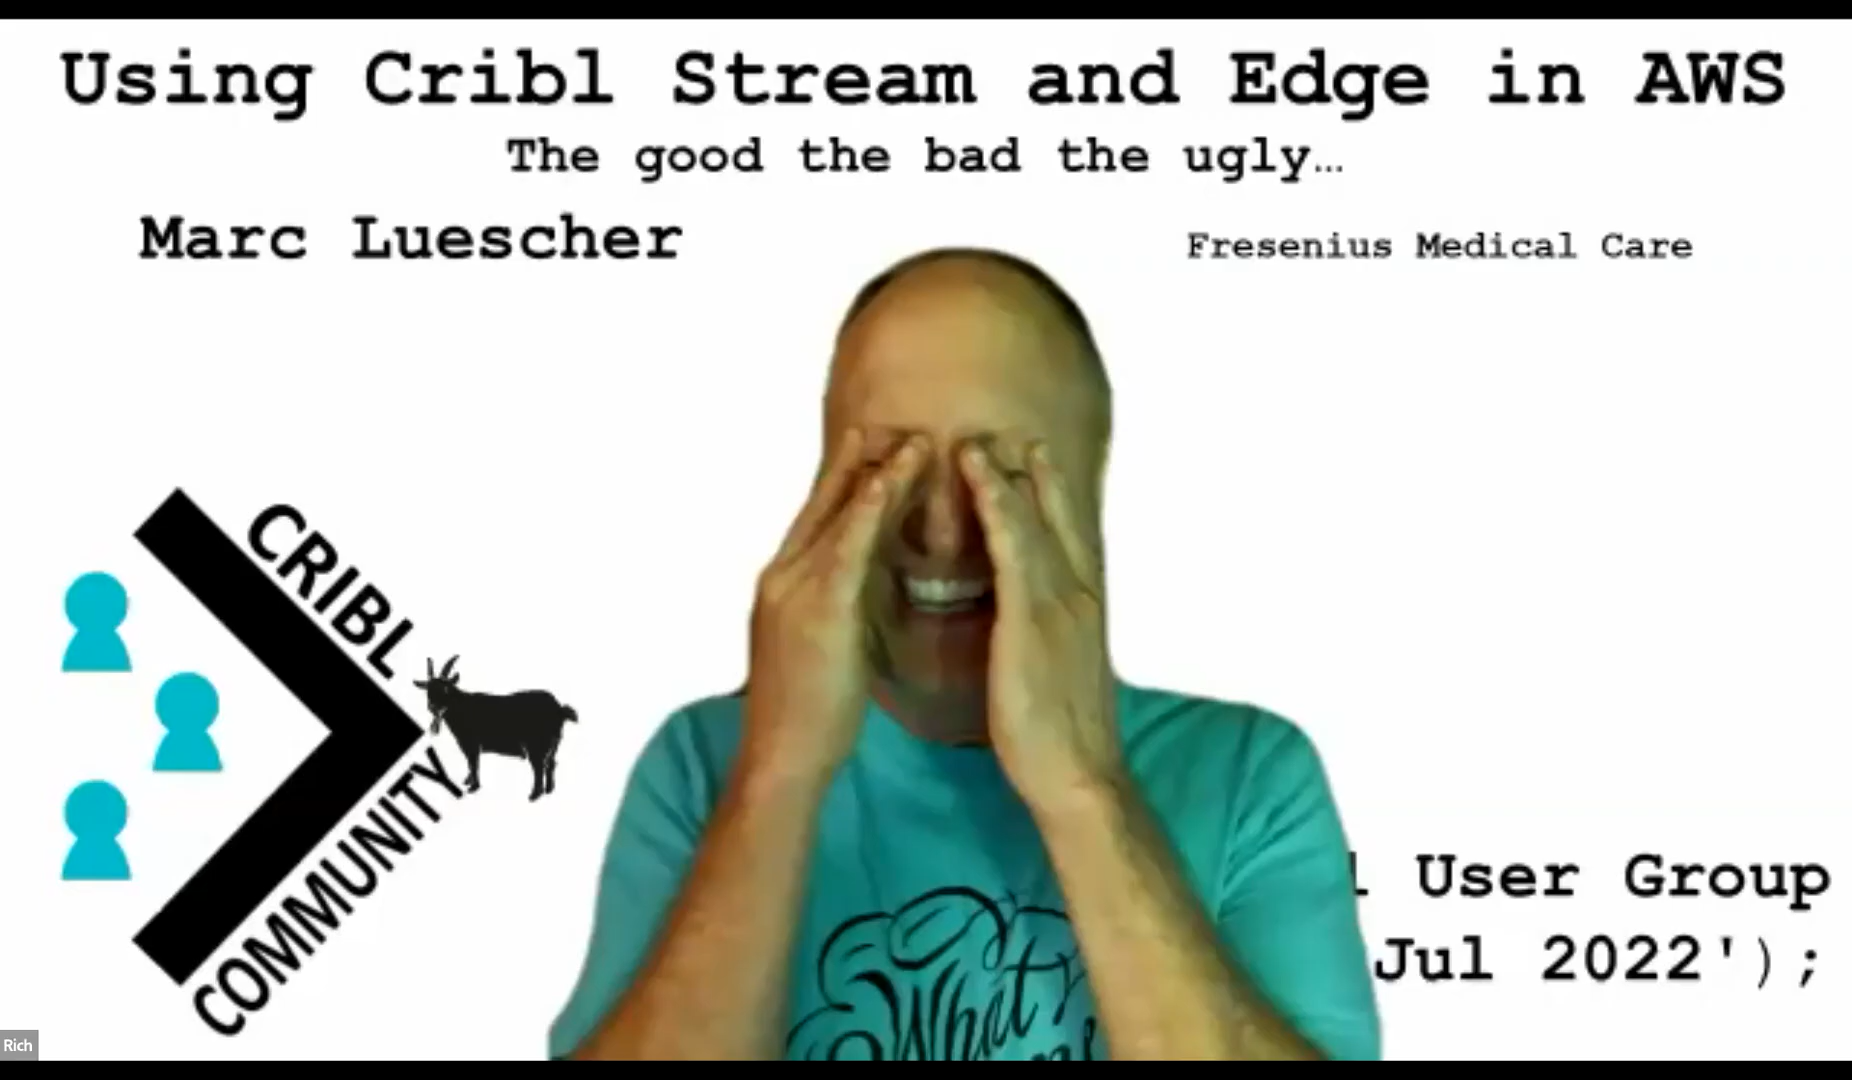 Using Cribl Stream and Edge in AWS
The good the bad the ugly…
Marc Luescher
Fresenius Medical Care
CRIBL
COMMUNITY
User Group
Jul 2022');
What
Rich